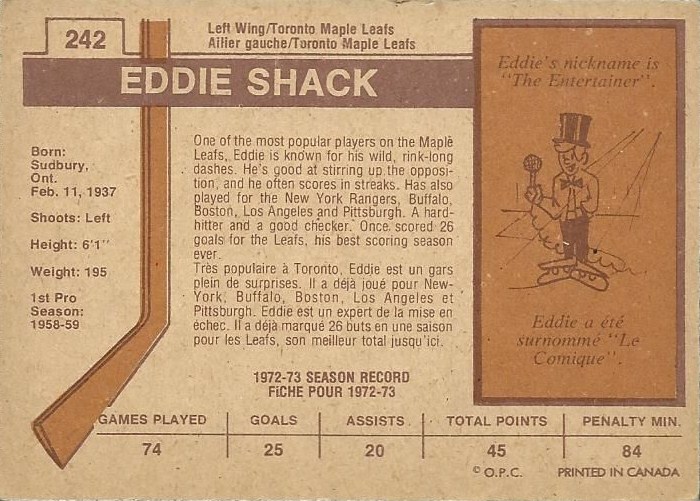 242
Left Wing/Toronto Maple Leafs
Ailier gauche/Toronto Maple Leafs
EDDIE SHACK
Eddie's nickname is
"The Entertainer".
Born:
Sudbury,
Ont.
Feb. 11, 1937
Shoots: Left
Height: 6'1"
Weight: 195
1st Pro
Season:
1958-59
One of the most popular players on the Maple
Leafs, Eddie is known for his wild, rink-long
dashes. He's good at stirring up the opposi-
tion, and he often scores in streaks. Has also
played for the New York Rangers, Buffalo,
Boston, Los Angeles and Pittsburgh. A hard-
hitter and a good checker. Once scored 26
goals for the Leafs, his best scoring season
ever.
Très populaire à Toronto, Eddie est un gars
plein de surprises. Il a déjà joué pour New-
York, Buffalo, Boston, Los Angeles et
Pittsburgh. Eddie est un expert de la mise en
échec. Il a déjà marqué 26 buts en une saison
pour les Leafs, son meilleur total jusqu'ici.
Eddie a été
surnommé "Le
Comique".
1972-73 SEASON RECORD
FICHE POUR 1972-73
GAMES PLAYED GOALS ASSISTS TOTAL POINTS PENALTY MIN.
74 25 20 45 84
© O.P.C. PRINTED IN CANADA